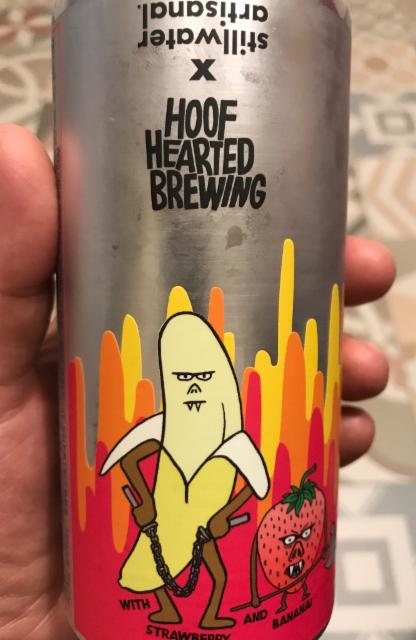 stillwater
artisanal.
x
HOOF
HEARTED
BREWING
WITH
STRAWBERRY
AND
BANANA!